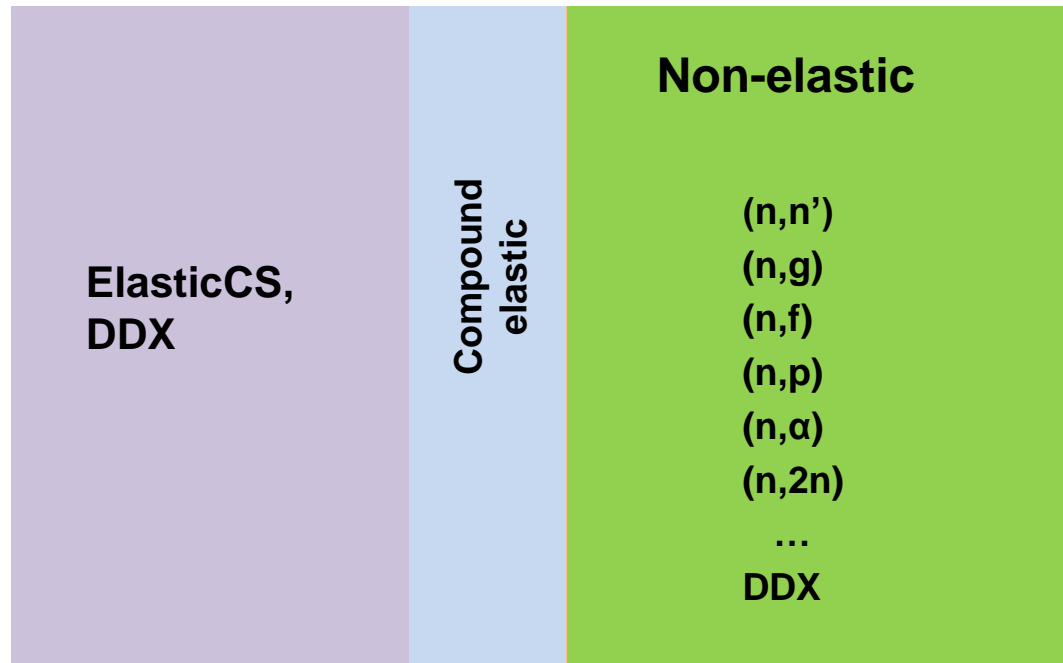 ElasticCS,
DDX
Compound
elastic
Non-elastic
(n,n’)
(n,g)
(n,f)
(n,p)
(n,α)
(n,2n)
…
DDX